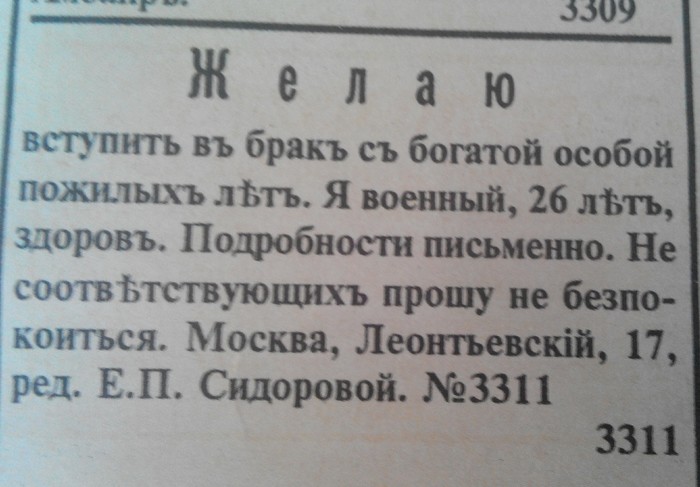 3309
Желаю
вступить въ бракъ съ богатой особой
пожилыхъ лѣтъ. Я военный, 26 лѣтъ,
здоровъ. Подробности письменно. Не
соотвѣтствующихъ прошу не безпо-
коиться. Москва, Леонтьевскій, 17,
ред. Е.П. Сидоровой. №3311
3311